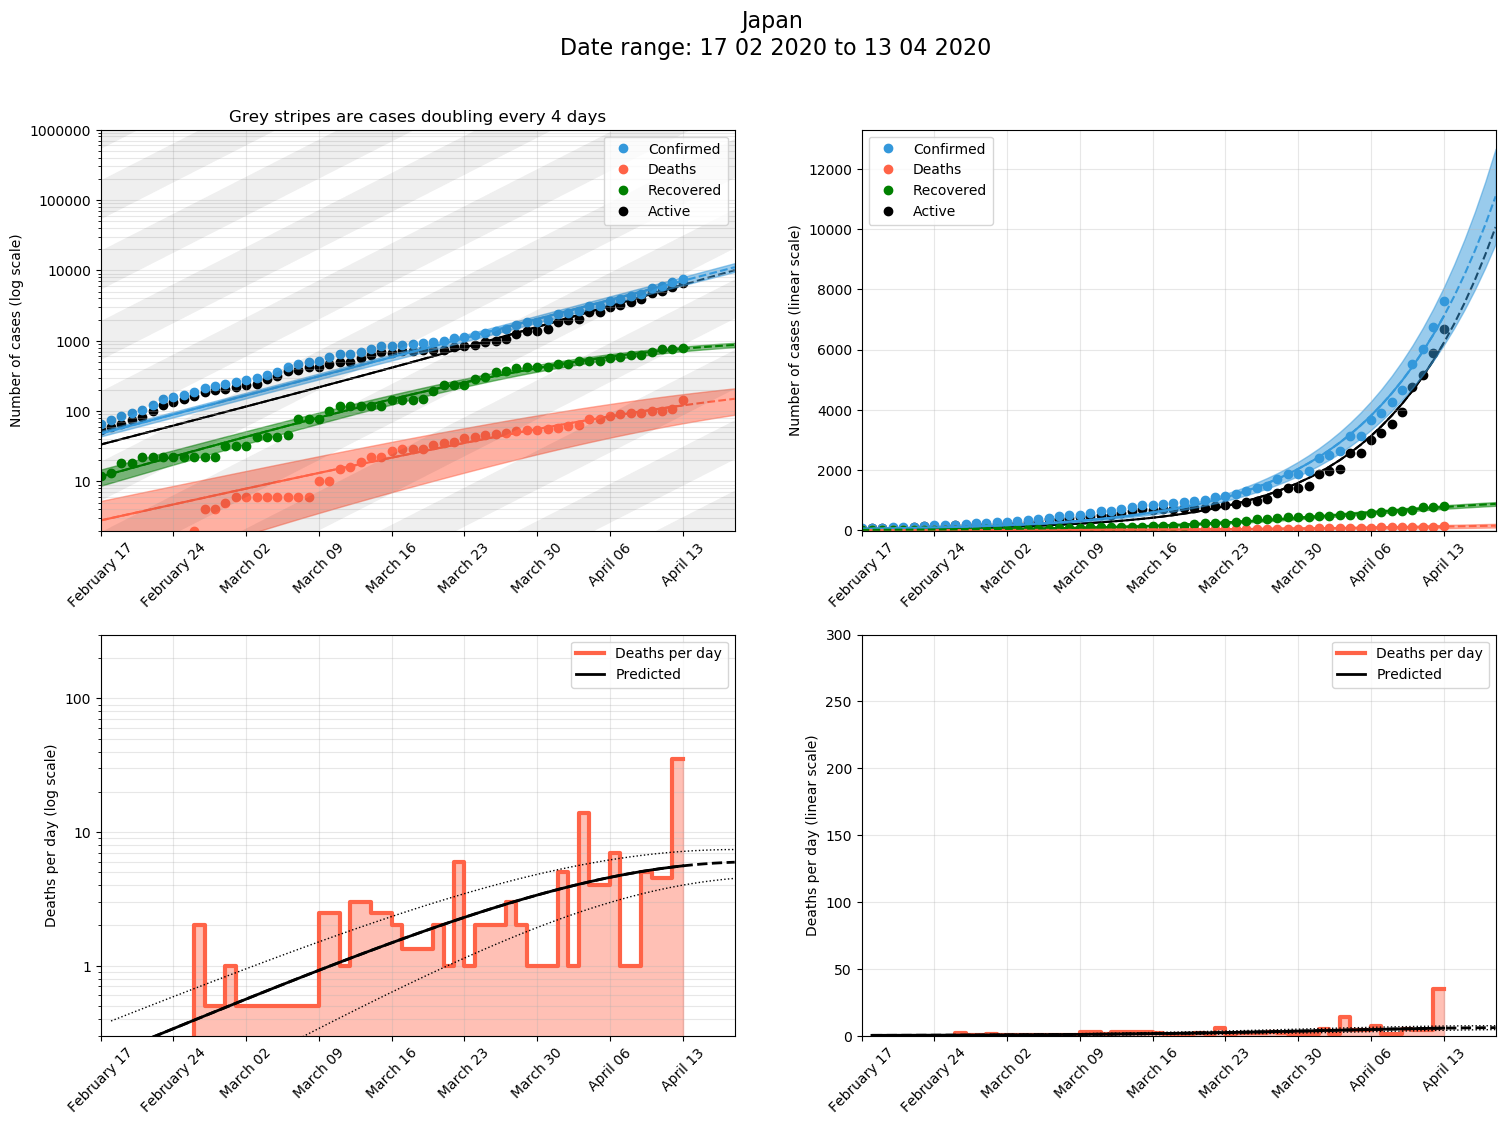 Japan
Date range: 17 02 2020 to 13 04 2020
Grey stripes are cases doubling every 4 days
Number of cases (log scale)
1000000
100000
10000
1000
100
10
Confirmed
Deaths
Recovered
Active
February 17
February 24
March 02
March 09
March 16
March 23
March 30
April 06
April 13
Number of cases (linear scale)
12000
10000
8000
6000
4000
2000
0
Confirmed
Deaths
Recovered
Active
February 17
February 24
March 02
March 09
March 16
March 23
March 30
April 06
April 13
Deaths per day (log scale)
100
10
1
Deaths per day
Predicted
February 17
February 24
March 02
March 09
March 16
March 23
March 30
April 06
April 13
Deaths per day (linear scale)
300
250
200
150
100
50
0
Deaths per day
Predicted
February 17
February 24
March 02
March 09
March 16
March 23
March 30
April 06
April 13